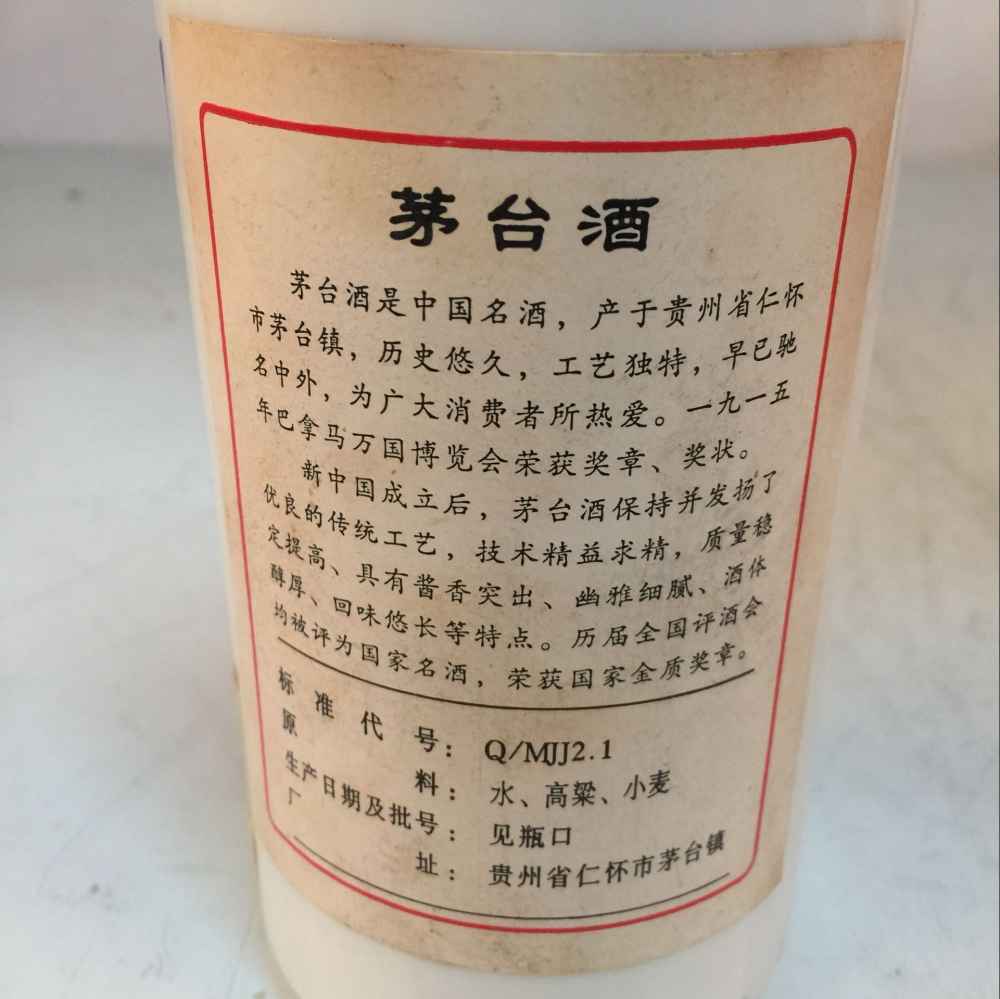 茅台酒
茅台酒是中国名酒，产于贵州省仁怀
市茅台镇，历史悠久，工艺独特，早已驰
名中外，为广大消费者所热爱。一九一五
年巴拿马万国博览会荣获奖章、奖状。
新中国成立后，茅台酒保持并发扬了
优良的传统工艺，技术精益求精，质量稳
定提高、具有酱香突出、幽雅细腻、酒体
醇厚、回味悠长等特点。历届全国评酒会
均被评为国家名酒，荣获国家金质奖章。
标准代号：Q/MJJ2.1
原料：水、高粱、小麦
生产日期及批号：见瓶口
厂址：贵州省仁怀市茅台镇